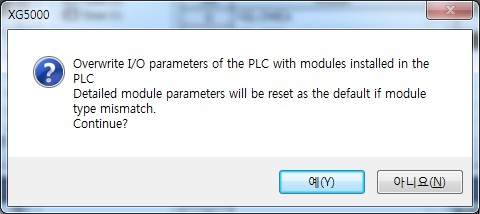 XG5000
Overwrite I/O parameters of the PLC with modules installed in the
PLC
Detailed module parameters will be reset as the default if module
type mismatch.
Continue?
예(Y)
아니요(N)